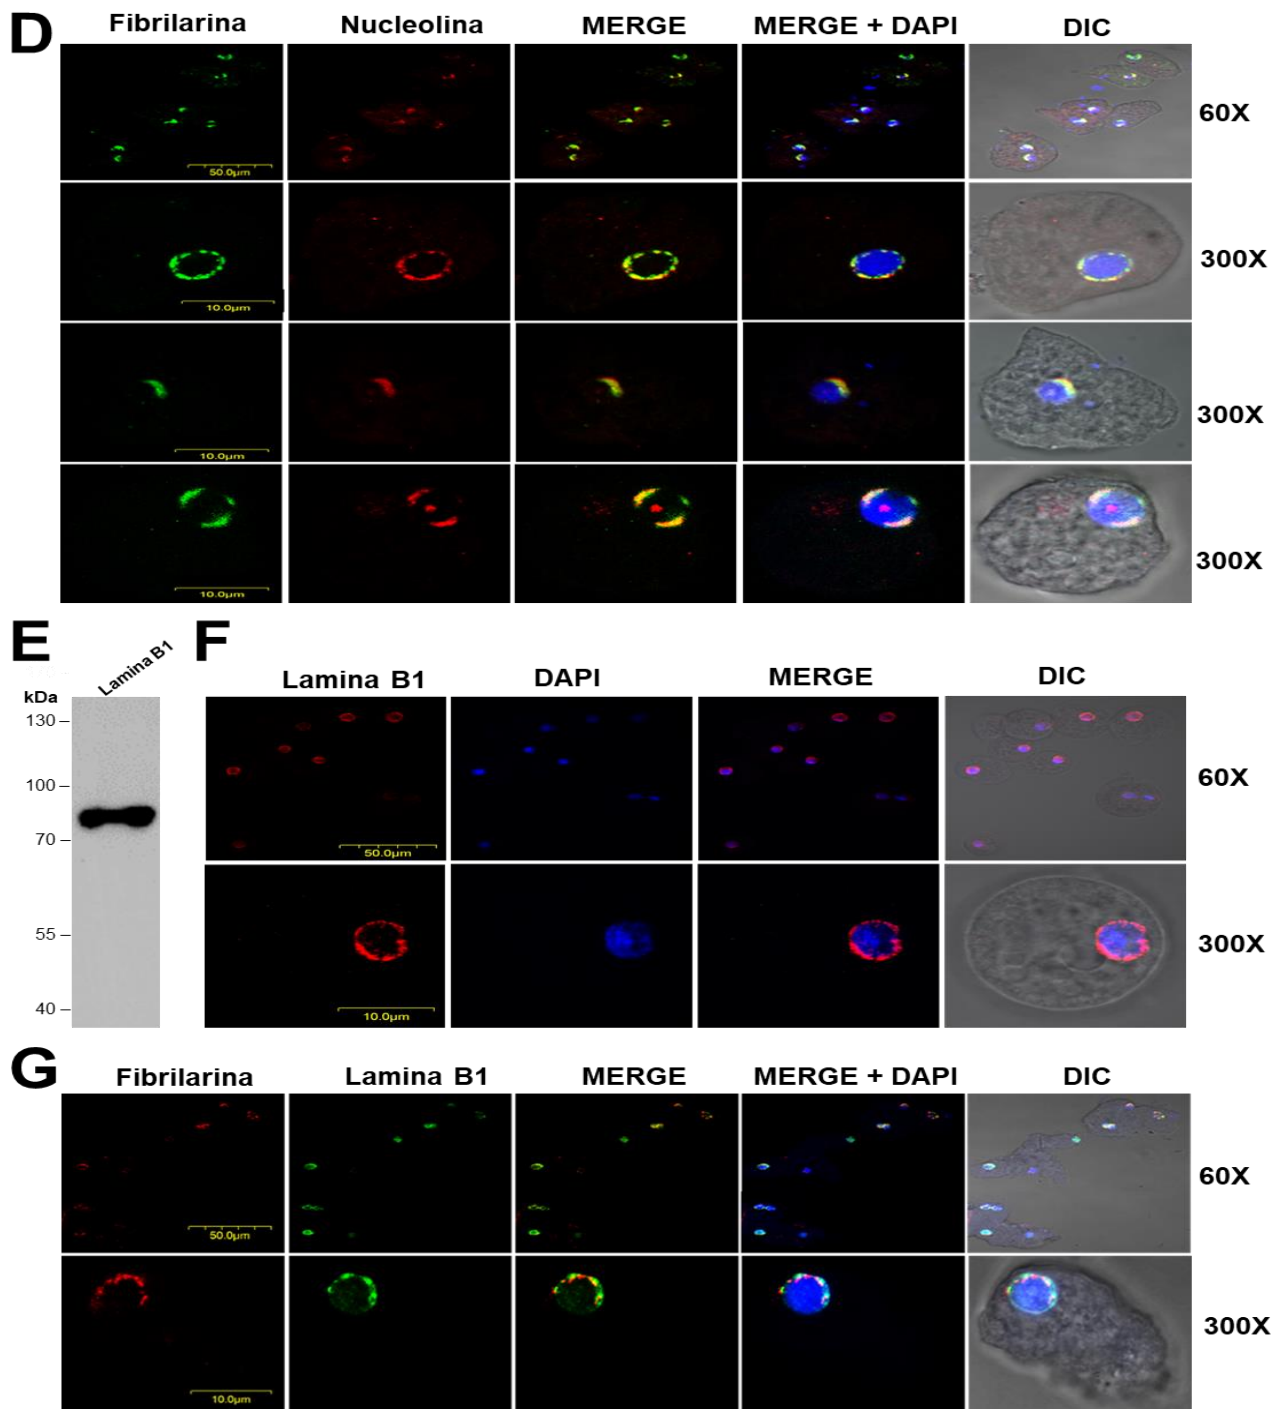 D
Fibrilarina Nucleolina MERGE MERGE + DAPI DIC
60X
50.0µm
300X
10.0µm
300X
10.0µm
300X
10.0µm
E
Lamina B1
kDa
130
100
70
55
40
F
Lamina B1 DAPI MERGE DIC
60X
50.0µm
300X
10.0µm
G
Fibrilarina Lamina B1 MERGE MERGE + DAPI DIC
60X
50.0µm
300X
10.0µm